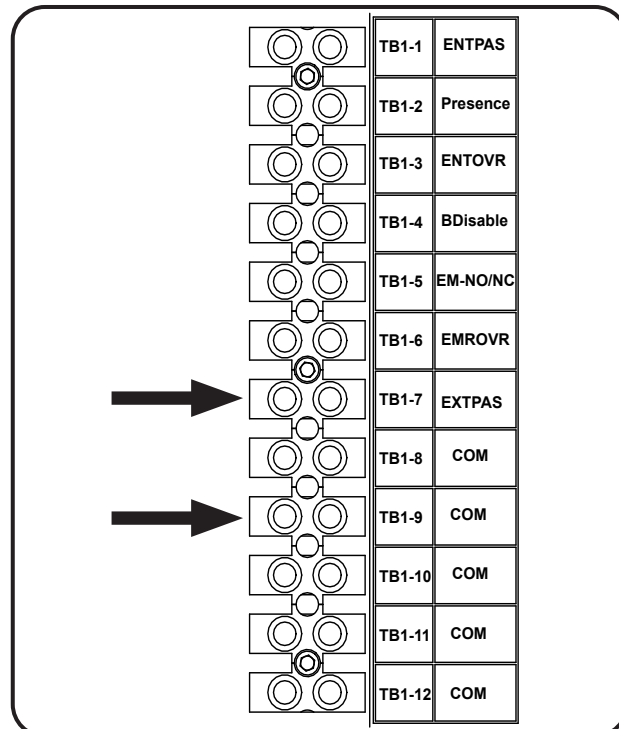 TB1-1 ENTPAS
TB1-2 Presence
TB1-3 ENTOVR
TB1-4 BDisable
TB1-5 EM-NO/NC
TB1-6 EMROVR
TB1-7 EXTPAS
TB1-8 COM
TB1-9 COM
TB1-10 COM
TB1-11 COM
TB1-12 COM